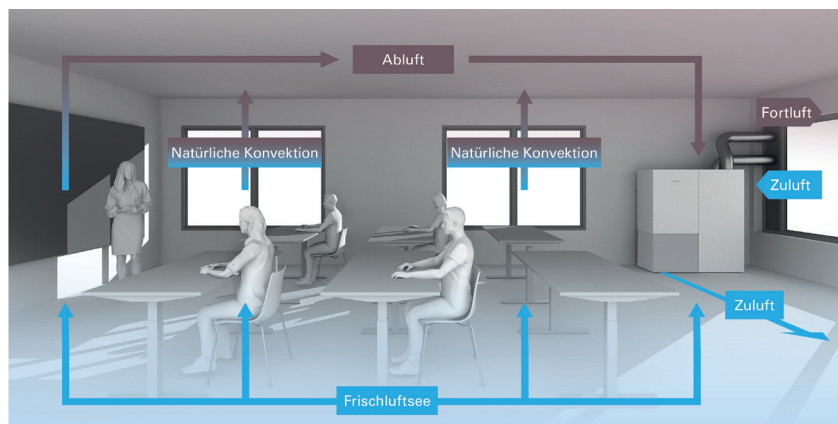 Abluft
Fortluft
Natürliche Konvektion
Natürliche Konvektion
Zuluft
Zuluft
Frischluftsee